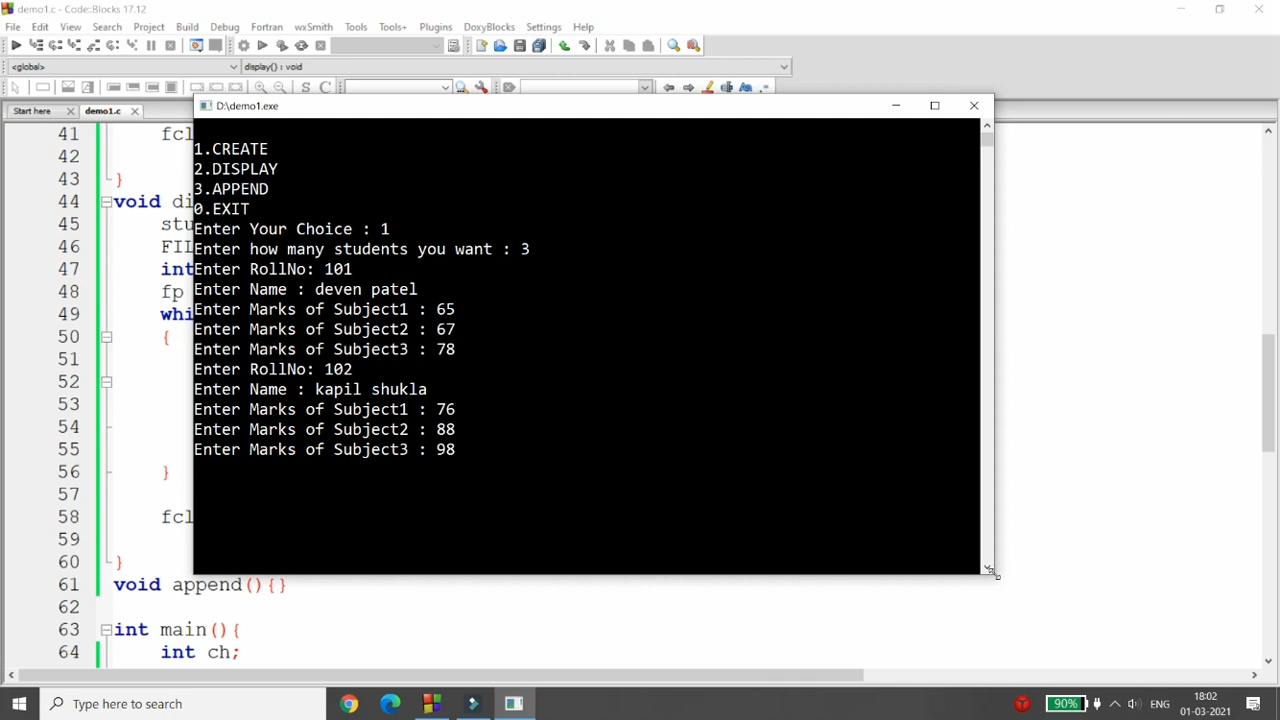 demo1.c - Code::Blocks 17.12
File Edit View Search Project Build Debug Fortran wxSmith Tools Tools+ Plugins DoxyBlocks Settings Help
<global> display() : void
Start here demo1.c
D:\demo1.exe
1.CREATE
2.DISPLAY
3.APPEND
0.EXIT
Enter Your Choice : 1
Enter how many students you want : 3
Enter RollNo: 101
Enter Name : deven patel
Enter Marks of Subject1 : 65
Enter Marks of Subject2 : 67
Enter Marks of Subject3 : 78
Enter RollNo: 102
Enter Name : kapil shukla
Enter Marks of Subject1 : 76
Enter Marks of Subject2 : 88
Enter Marks of Subject3 : 98
41 fcl
42
43 }
44 void di
45 stu
46 FIL
47 int
48 fp
49 whi
50 {
51
52
53
54
55
56 }
57
58 fcl
59
60 }
61 void append(){}
62
63 int main(){
64 int ch;
Type here to search
90%
ENG
18:02
01-03-2021